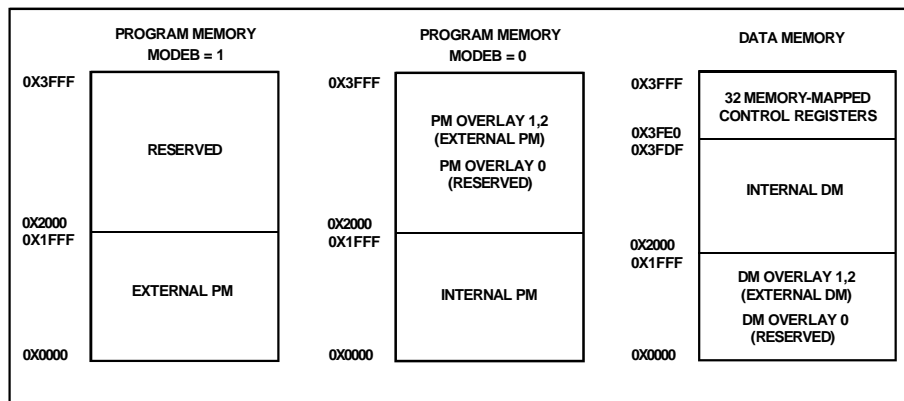 PROGRAM MEMORY
MODEB = 1
0X3FFF
RESERVED
0X2000
0X1FFF
EXTERNAL PM
0X0000
PROGRAM MEMORY
MODEB = 0
0X3FFF
PM OVERLAY 1,2
(EXTERNAL PM)
PM OVERLAY 0
(RESERVED)
0X2000
0X1FFF
INTERNAL PM
0X0000
DATA MEMORY
0X3FFF
32 MEMORY-MAPPED
CONTROL REGISTERS
0X3FE0
0X3FDF
INTERNAL DM
0X2000
0X1FFF
DM OVERLAY 1,2
(EXTERNAL DM)
DM OVERLAY 0
(RESERVED)
0X0000